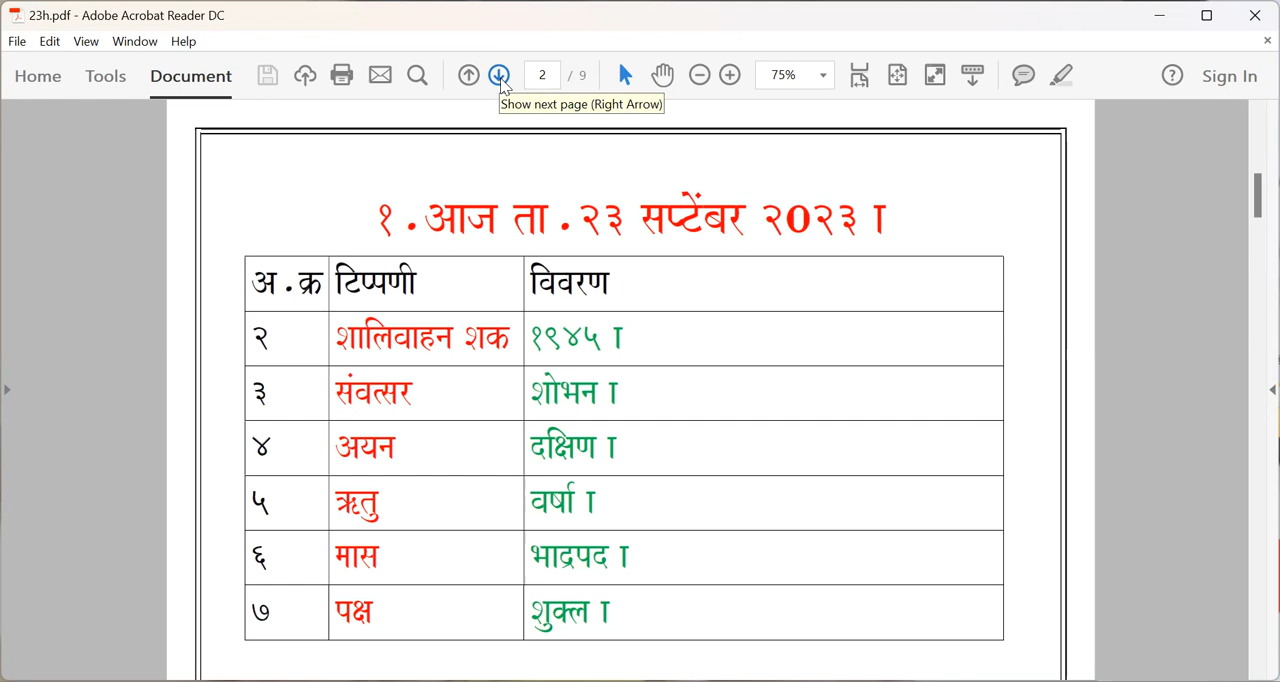 23h.pdf - Adobe Acrobat Reader DC
File Edit View Window Help
Home Tools Document 2 / 9 75% Sign In
Show next page (Right Arrow)
१.आज ता.२३ सप्टेंबर २०२३ ा
अ.क्र टिप्पणी विवरण
२ शालिवाहन शक १९४५ ा
३ संवत्सर शोभन ा
४ अयन दक्षिण ा
५ ऋतु वर्षा ा
६ मास भाद्रपद ा
७ पक्ष शुक्ल ा